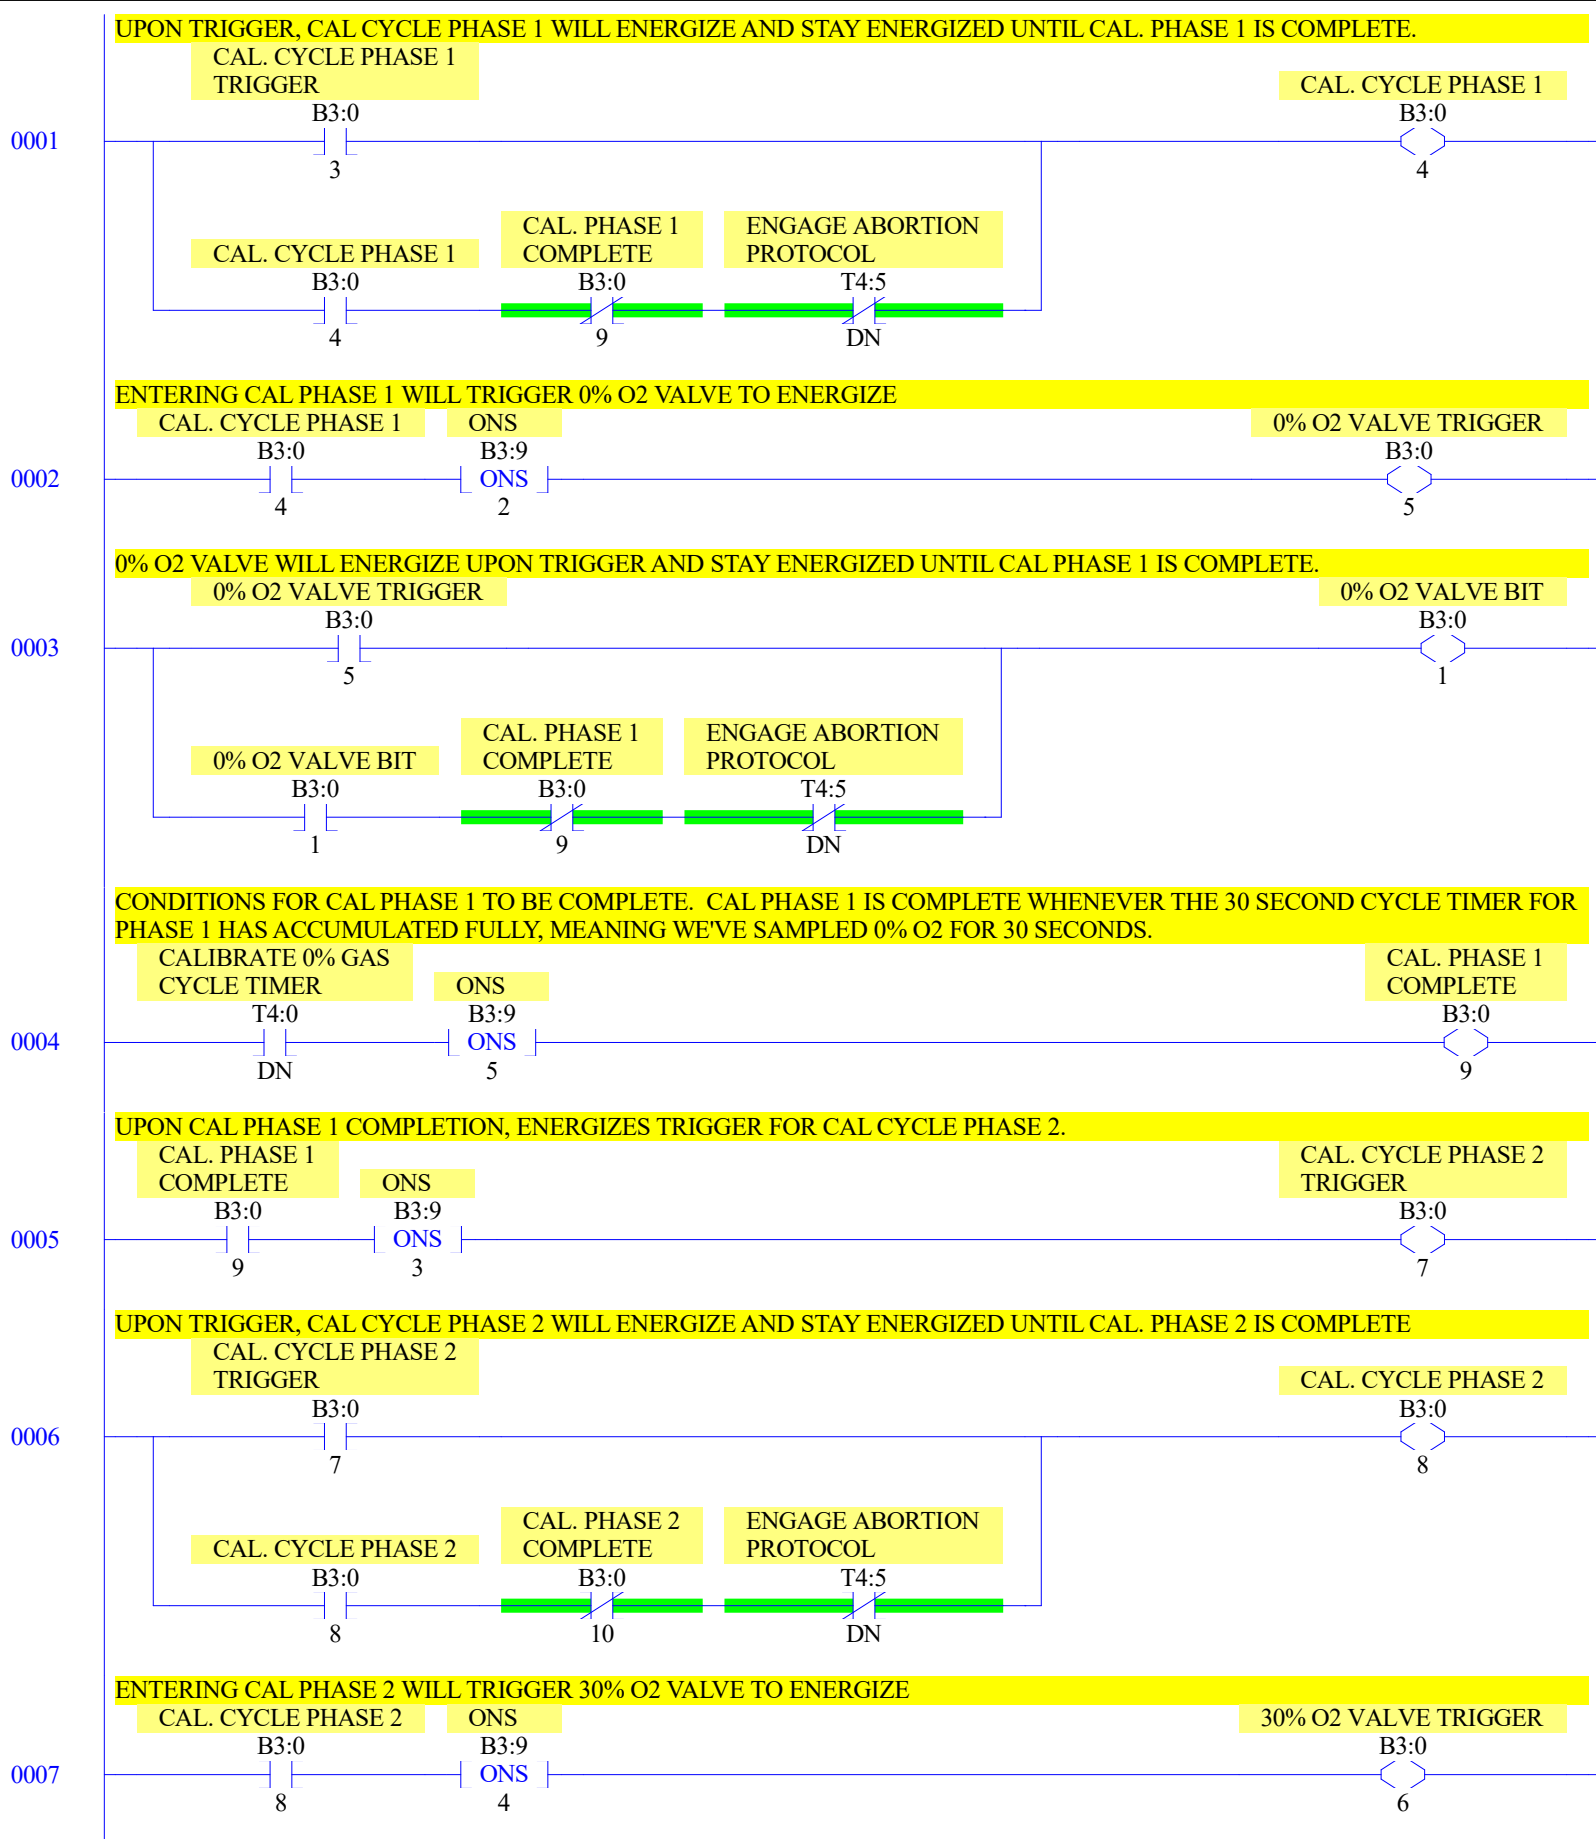 UPON TRIGGER, CAL CYCLE PHASE 1 WILL ENERGIZE AND STAY ENERGIZED UNTIL CAL. PHASE 1 IS COMPLETE.
CAL. CYCLE PHASE 1
TRIGGER
CAL. CYCLE PHASE 1
B3:0
B3:0
0001
3
4
CAL. PHASE 1
ENGAGE ABORTION
CAL. CYCLE PHASE 1
COMPLETE
PROTOCOL
B3:0
B3:0
T4:5
4
9
DN
ENTERING CAL PHASE 1 WILL TRIGGER 0% O2 VALVE TO ENERGIZE
CAL. CYCLE PHASE 1
ONS
0% O2 VALVE TRIGGER
B3:0
B3:9
B3:0
0002
ONS
4
2
5
0% O2 VALVE WILL ENERGIZE UPON TRIGGER AND STAY ENERGIZED UNTIL CAL PHASE 1 IS COMPLETE.
0% O2 VALVE TRIGGER
0% O2 VALVE BIT
B3:0
B3:0
0003
5
1
CAL. PHASE 1
ENGAGE ABORTION
0% O2 VALVE BIT
COMPLETE
PROTOCOL
B3:0
B3:0
T4:5
1
9
DN
CONDITIONS FOR CAL PHASE 1 TO BE COMPLETE. CAL PHASE 1 IS COMPLETE WHENEVER THE 30 SECOND CYCLE TIMER FOR
PHASE 1 HAS ACCUMULATED FULLY, MEANING WE'VE SAMPLED 0% O2 FOR 30 SECONDS.
CALIBRATE 0% GAS
CYCLE TIMER
ONS
CAL. PHASE 1
COMPLETE
T4:0
B3:9
B3:0
0004
ONS
DN
5
9
UPON CAL PHASE 1 COMPLETION, ENERGIZES TRIGGER FOR CAL CYCLE PHASE 2.
CAL. PHASE 1
COMPLETE
ONS
CAL. CYCLE PHASE 2
TRIGGER
B3:0
B3:9
B3:0
0005
ONS
9
3
7
UPON TRIGGER, CAL CYCLE PHASE 2 WILL ENERGIZE AND STAY ENERGIZED UNTIL CAL. PHASE 2 IS COMPLETE
CAL. CYCLE PHASE 2
TRIGGER
CAL. CYCLE PHASE 2
B3:0
B3:0
0006
7
8
CAL. PHASE 2
ENGAGE ABORTION
CAL. CYCLE PHASE 2
COMPLETE
PROTOCOL
B3:0
B3:0
T4:5
8
10
DN
ENTERING CAL PHASE 2 WILL TRIGGER 30% O2 VALVE TO ENERGIZE
CAL. CYCLE PHASE 2
ONS
30% O2 VALVE TRIGGER
B3:0
B3:9
B3:0
0007
ONS
8
4
6